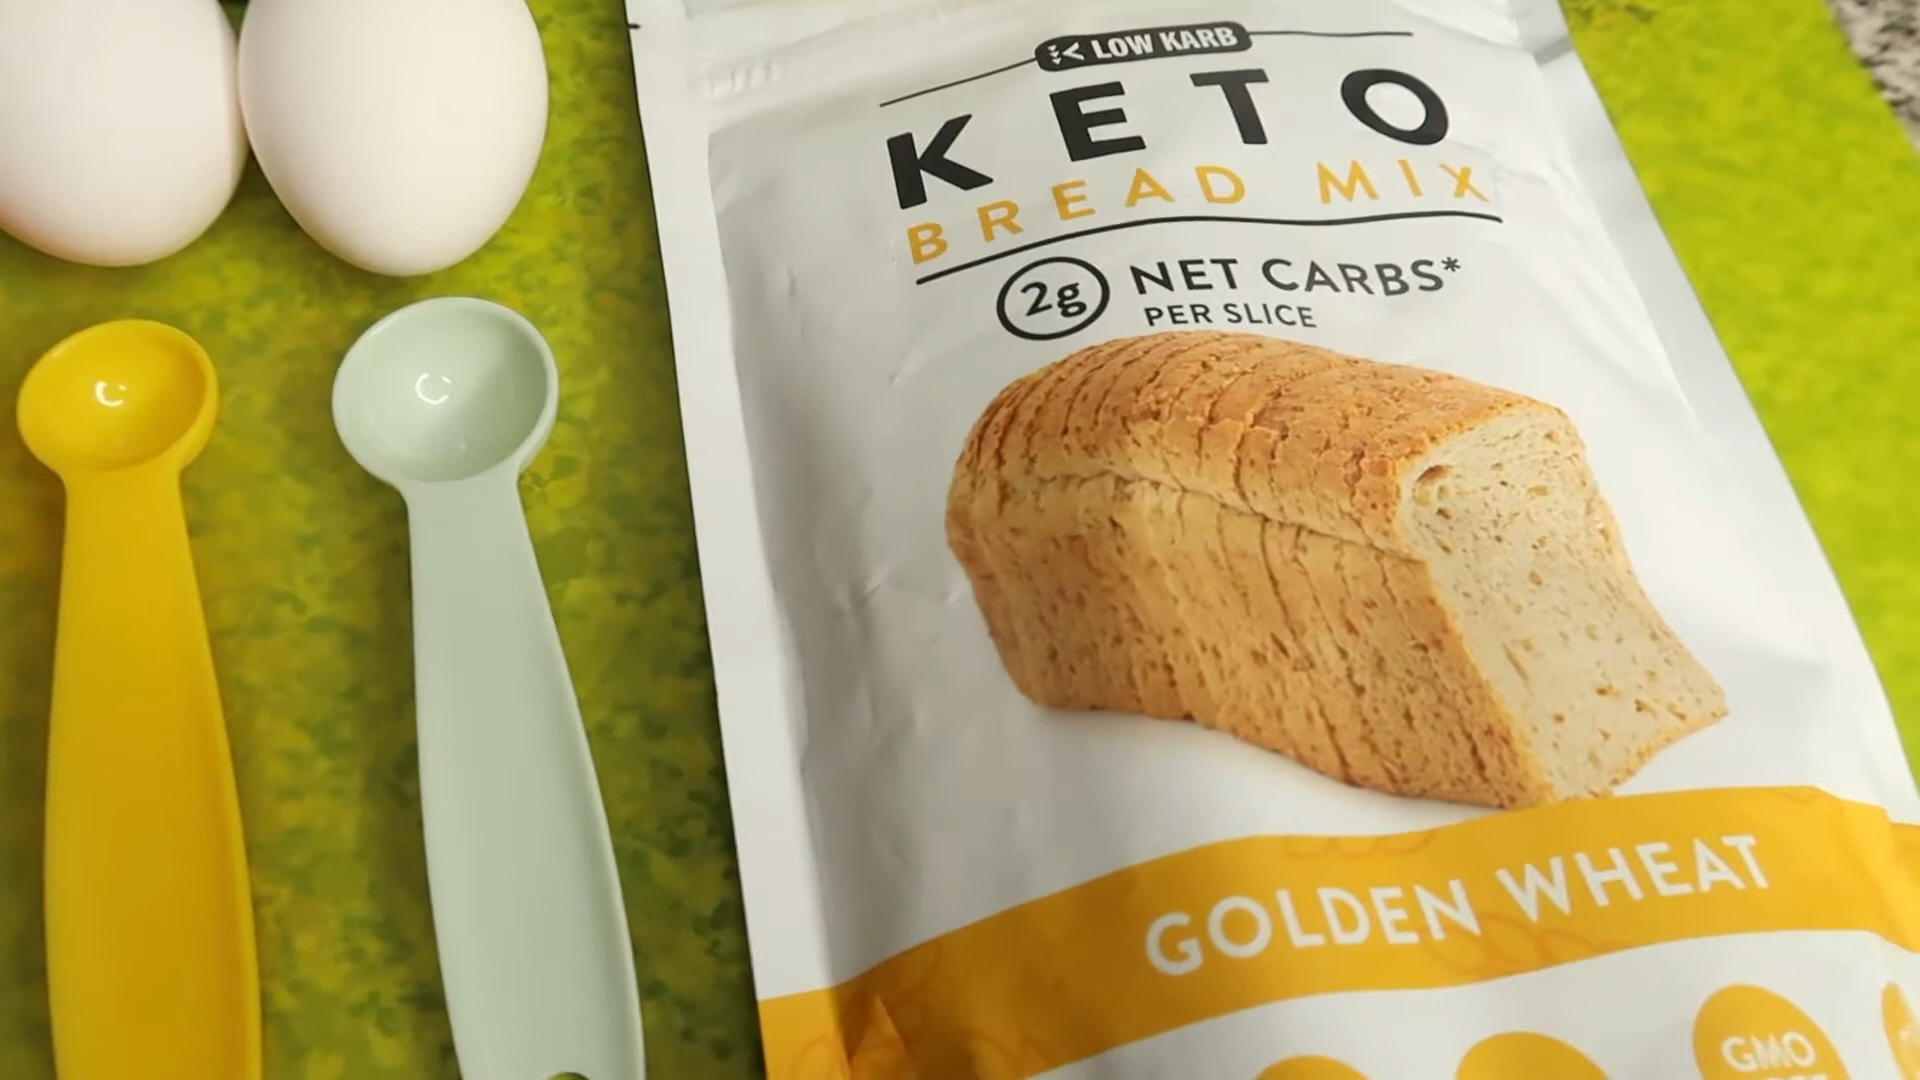 LOW KARB
KETO
BREAD MIX
2g NET CARBS*
PER SLICE
GOLDEN WHEAT
GMO